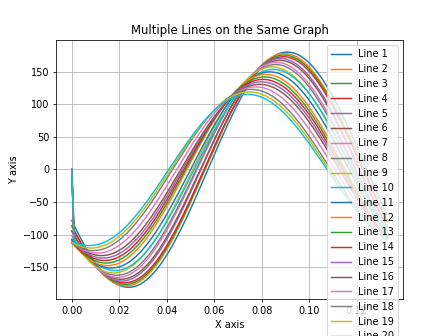 Multiple Lines on the Same Graph
Y axis
150
100
50
0
−50
−100
−150
0.00
0.02
0.04
0.06
0.08
0.10
X axis
Line 1
Line 2
Line 3
Line 4
Line 5
Line 6
Line 7
Line 8
Line 9
Line 10
Line 11
Line 12
Line 13
Line 14
Line 15
Line 16
Line 17
Line 18
Line 19
Line 20